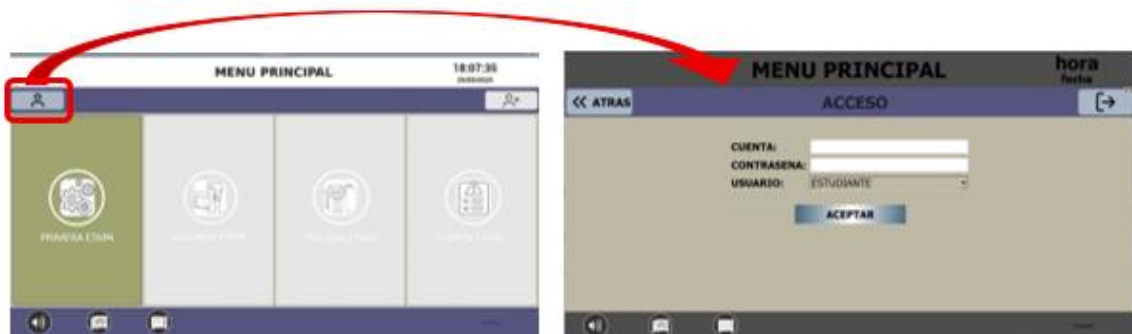 MENU PRINCIPAL
18:07:35
PRIMERA ETAPA
MENU PRINCIPAL
hora
fecha
<< ATRAS
ACCESO
CUENTA:
CONTRASENA:
USUARIO:
ESTUDIANTE
ACEPTAR